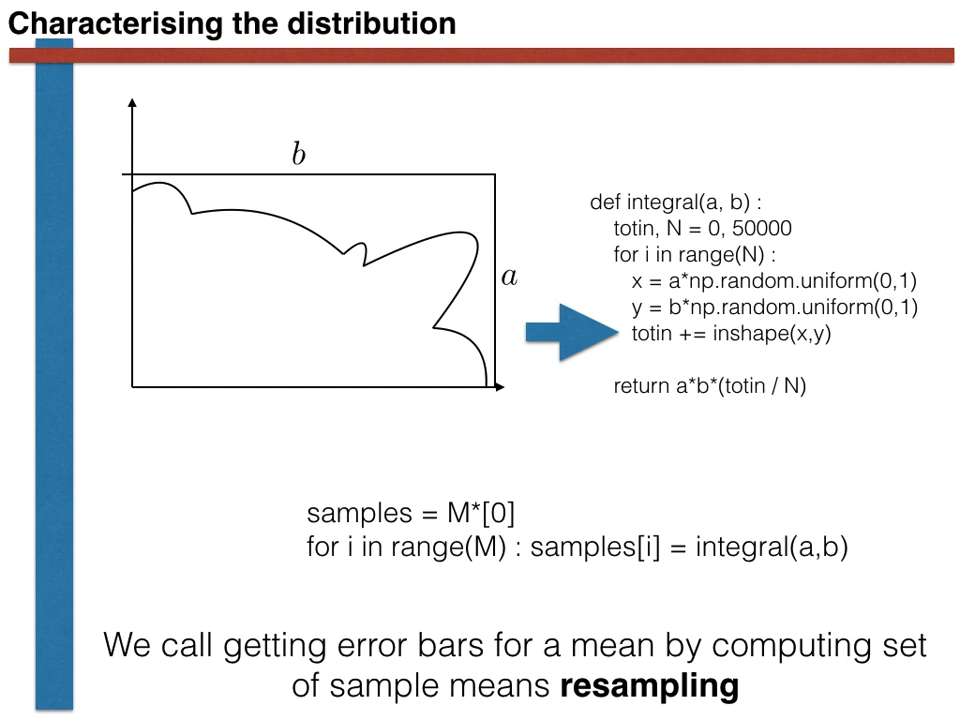 Characterising the distribution
b
a
def integral(a, b) :
totin, N = 0, 50000
for i in range(N) :
x = a*np.random.uniform(0,1)
y = b*np.random.uniform(0,1)
totin += inshape(x,y)
return a*b*(totin / N)
samples = M*[0]
for i in range(M) : samples[i] = integral(a,b)
We call getting error bars for a mean by computing set
of sample means resampling